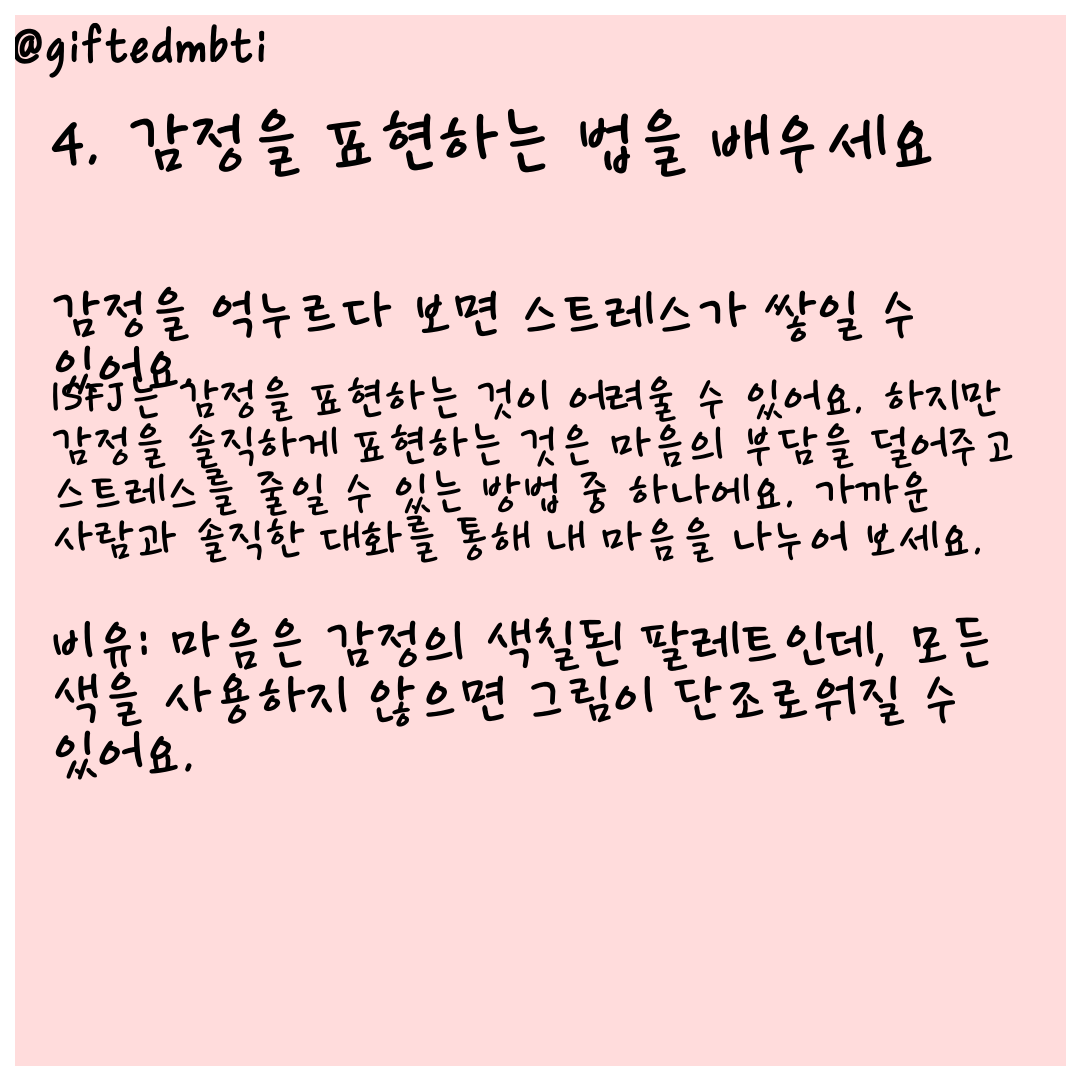 @giftedmbti
4. 감정을 표현하는 법을 배우세요
감정을 억누르다 보면 스트레스가 쌓일 수
있어요.
ISFJ는 감정을 표현하는 것이 어려울 수 있어요. 하지만
감정을 솔직하게 표현하는 것은 마음의 부담을 덜어주고
스트레스를 줄일 수 있는 방법 중 하나에요. 가까운
사람과 솔직한 대화를 통해 내 마음을 나누어 보세요.
비유: 마음은 감정의 색칠된 팔레트인데, 모든
색을 사용하지 않으면 그림이 단조로워질 수
있어요.